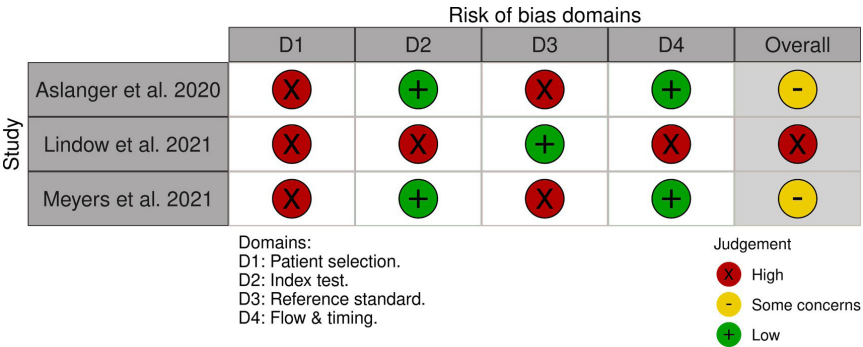 Risk of bias domains
D1 D2 D3 D4 Overall
Study
Aslanger et al. 2020 X + X + -
Lindow et al. 2021 X X + X X
Meyers et al. 2021 X + X + -
Domains:
D1: Patient selection.
D2: Index test.
D3: Reference standard.
D4: Flow & timing.
Judgement
X High
- Some concerns
+ Low